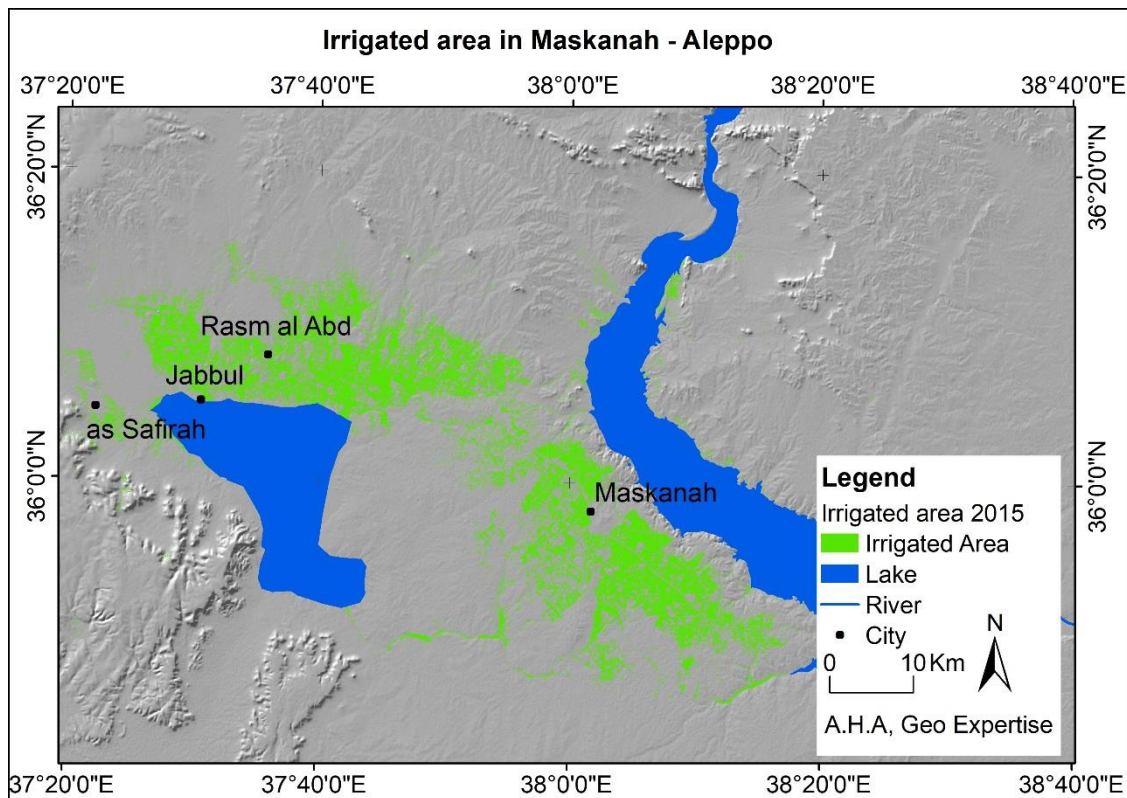 Irrigated area in Maskanah - Aleppo
37°20'0"E 37°40'0"E 38°0'0"E 38°20'0"E 38°40'0"E
36°20'0"N 36°20'0"N
Rasm al Abd
Jabbul
as Safirah
36°0'0"N 36°0'0"N
Maskanah
Legend
Irrigated area 2015
Irrigated Area
Lake
River
City
N
0 10 Km
A.H.A, Geo Expertise
37°20'0"E 37°40'0"E 38°0'0"E 38°20'0"E 38°40'0"E